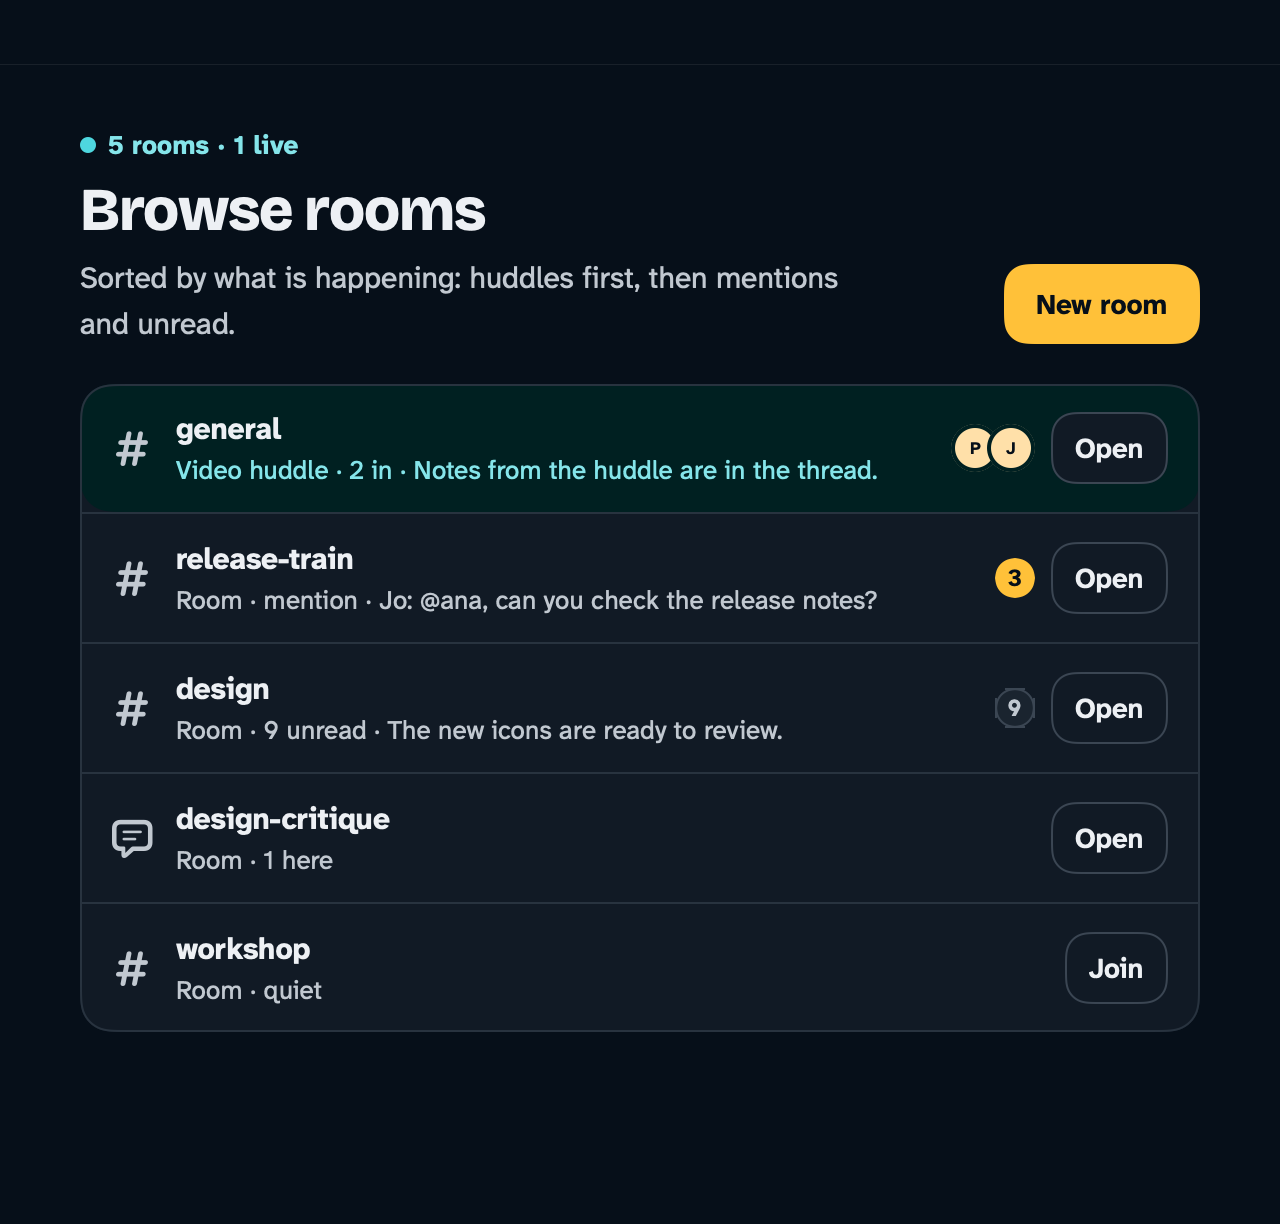 5 rooms · 1 live
Browse rooms
Sorted by what is happening: huddles first, then mentions
and unread.
New room
# general
Video huddle · 2 in · Notes from the huddle are in the thread.
P J
Open
# release-train
Room · mention · Jo: @ana, can you check the release notes?
3
Open
# design
Room · 9 unread · The new icons are ready to review.
9
Open
design-critique
Room · 1 here
Open
# workshop
Room · quiet
Join